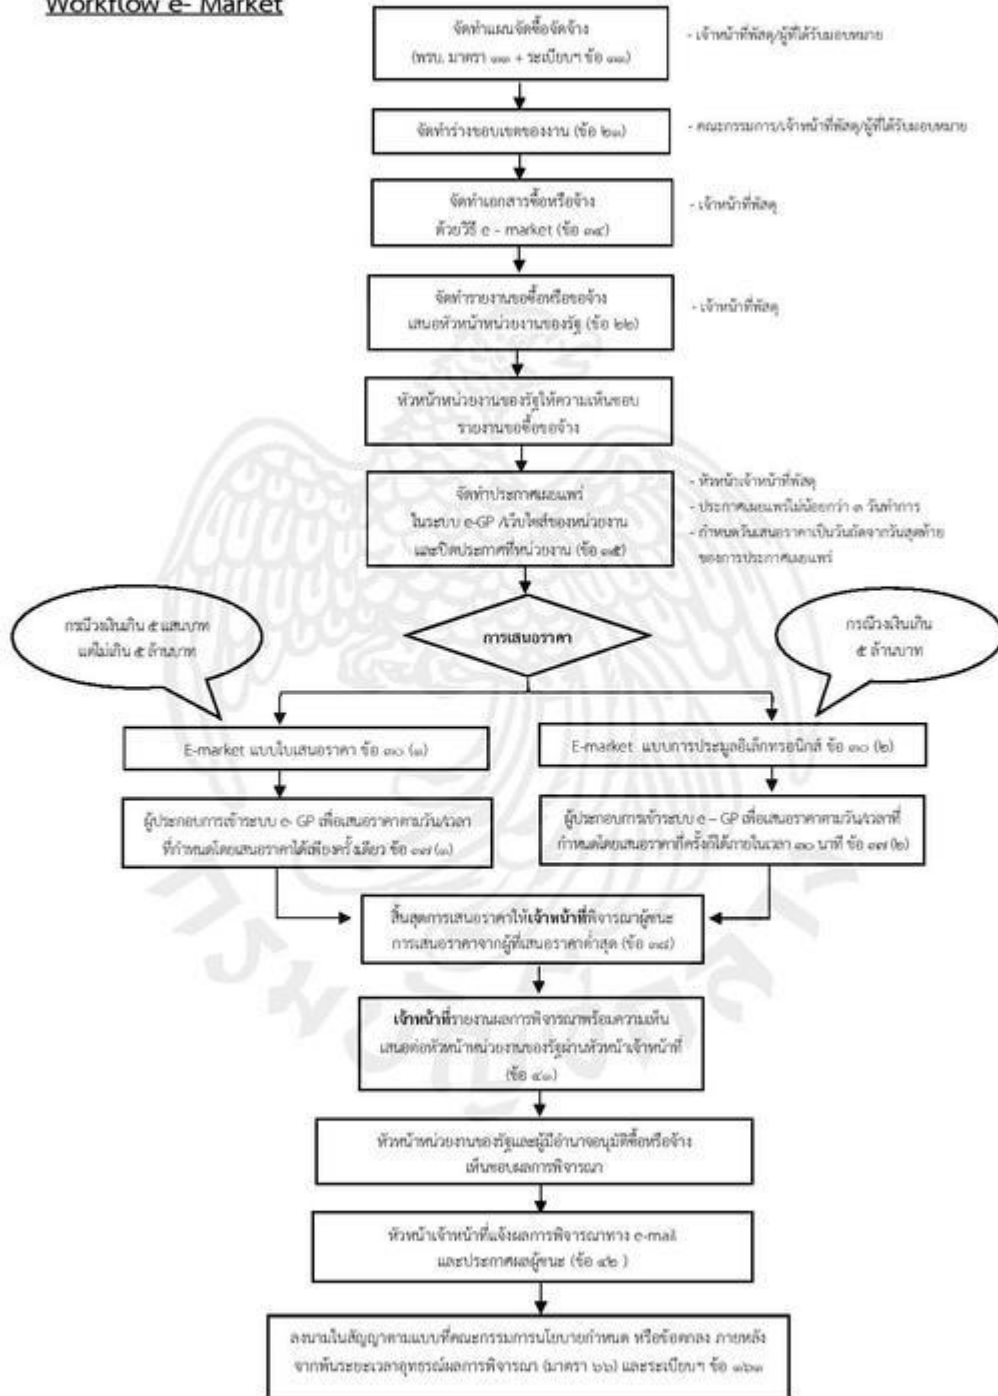 Workflow e- Market
จัดทำแผนจัดซื้อจัดจ้าง
(พรบ. มาตรา ๑๑ + ระเบียบฯ ข้อ ๑๑)
- เจ้าหน้าที่พัสดุ/ผู้ที่ได้รับมอบหมาย
จัดทำร่างขอบเขตของงาน (ข้อ ๒๑)
- คณะกรรมการ/เจ้าหน้าที่พัสดุ/ผู้ที่ได้รับมอบหมาย
จัดทำเอกสารซื้อหรือจ้าง
ด้วยวิธี e - market (ข้อ ๓๔)
- เจ้าหน้าที่พัสดุ
จัดทำรายงานขอซื้อหรือขอจ้าง
เสนอหัวหน้าหน่วยงานของรัฐ (ข้อ ๒๒)
- เจ้าหน้าที่พัสดุ
หัวหน้าหน่วยงานของรัฐให้ความเห็นชอบ
รายงานขอซื้อขอจ้าง
จัดทำประกาศเผยแพร่
ในระบบ e-GP /เว็บไซส์ของหน่วยงาน
และปิดประกาศที่หน่วยงาน (ข้อ ๓๕)
- หัวหน้าเจ้าหน้าที่พัสดุ
- ประกาศเผยแพร่ไม่น้อยกว่า ๓ วันทำการ
- กำหนดวันเสนอราคาเป็นวันถัดจากวันสุดท้าย
ของการประกาศเผยแพร่
กรณีวงเงินเกิน ๕ แสนบาท
แต่ไม่เกิน ๕ ล้านบาท
การเสนอราคา
กรณีวงเงินเกิน
๕ ล้านบาท
E-market แบบใบเสนอราคา ข้อ ๓๐ (๑)
E-market แบบการประมูลอิเล็กทรอนิกส์ ข้อ ๓๐ (๒)
ผู้ประกอบการเข้าระบบ e- GP เพื่อเสนอราคาตามวัน/เวลา
ที่กำหนดโดยเสนอราคาได้เพียงครั้งเดียว ข้อ ๓๗ (๑)
ผู้ประกอบการเข้าระบบ e – GP เพื่อเสนอราคาตามวัน/เวลาที่
กำหนดโดยเสนอราคากี่ครั้งก็ได้ภายในเวลา ๓๐ นาที ข้อ ๓๗ (๒)
สิ้นสุดการเสนอราคาให้เจ้าหน้าที่พิจารณาผู้ชนะ
การเสนอราคาจากผู้ที่เสนอราคาต่ำสุด (ข้อ ๓๘)
เจ้าหน้าที่รายงานผลการพิจารณาพร้อมความเห็น
เสนอต่อหัวหน้าหน่วยงานของรัฐผ่านหัวหน้าเจ้าหน้าที่
(ข้อ ๔๑)
หัวหน้าหน่วยงานของรัฐและผู้มีอำนาจอนุมัติซื้อหรือจ้าง
เห็นชอบผลการพิจารณา
หัวหน้าเจ้าหน้าที่แจ้งผลการพิจารณาทาง e-mail
และประกาศผลผู้ชนะ (ข้อ ๔๒ )
ลงนามในสัญญาตามแบบที่คณะกรรมการนโยบายกำหนด หรือข้อตกลง ภายหลัง
จากพ้นระยะเวลาอุทธรณ์ผลการพิจารณา (มาตรา ๖๖) และระเบียบฯ ข้อ ๑๖๑
กรมบัญชีกลาง